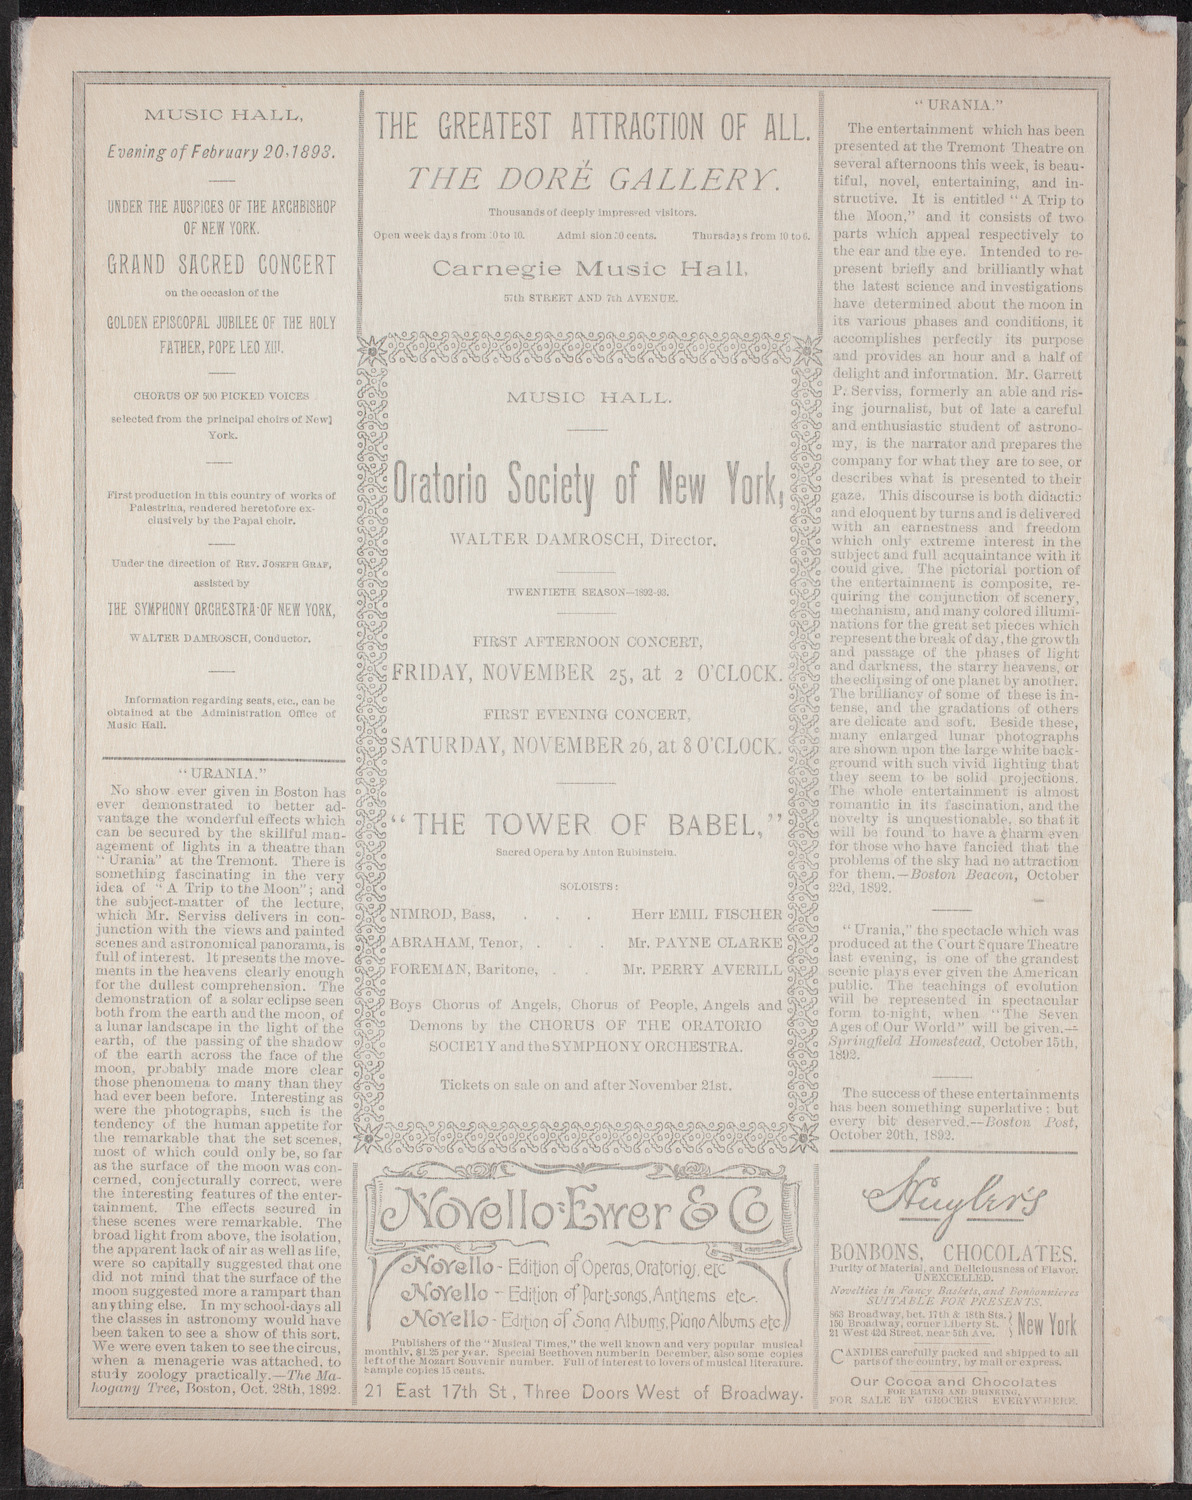 MUSIC HALL,
Evening of February 20, 1893.
UNDER THE AUSPICES OF THE ARCHBISHOP
OF NEW YORK.
GRAND SACRED CONCERT
on the occasion of the
GOLDEN EPISCOPAL JUBILEE OF THE HOLY
FATHER, POPE LEO XIII.
CHORUS OF 500 PICKED VOICES
selected from the principal choirs of New]
York.
First production in this country of works of
Palestrina, rendered heretofore ex-
clusively by the Papal choir.
Under the direction of REV. JOSEPH GRAF,
assisted by
THE SYMPHONY ORCHESTRA OF NEW YORK,
WALTER DAMROSCH, Conductor.
Information regarding seats, etc., can be
obtained at the Administration Office of
Music Hall.
"URANIA."
No show ever given in Boston has
ever demonstrated to better ad-
vantage the wonderful effects which
can be secured by the skillful man-
agement of lights in a theatre than
"Urania" at the Tremont. There is
something fascinating in the very
idea of "A Trip to the Moon"; and
the subject-matter of the lecture,
which Mr. Serviss delivers in con-
junction with the views and painted
scenes and astronomical panorama, is
full of interest. It presents the move-
ments in the heavens clearly enough
for the dullest comprehension. The
demonstration of a solar eclipse seen
both from the earth and the moon, of
a lunar landscape in the light of the
earth, of the passing of the shadow
of the earth across the face of the
moon, probably made more clear
those phenomena to many than they
had ever been before. Interesting as
were the photographs, such is the
tendency of the human appetite for
the remarkable that the set scenes,
most of which could only be, so far
as the surface of the moon was con-
cerned, conjecturally correct, were
the interesting features of the enter-
tainment. The effects secured in
these scenes were remarkable. The
broad light from above, the isolation,
the apparent lack of air as well as life,
were so capitally suggested that one
did not mind that the surface of the
moon suggested more a rampart than
anything else. In my school-days all
the classes in astronomy would have
been taken to see a show of this sort.
We were even taken to see the circus,
when a menagerie was attached, to
study zoology practically.—The Ma-
hogany Tree, Boston, Oct. 28th, 1892.
THE GREATEST ATTRACTION OF ALL.
THE DORÉ GALLERY.
Thousands of deeply impressed visitors.
Open week days from 10 to 10. Admission 50 cents. Thursdays from 10 to 6.
Carnegie Music Hall,
57th STREET AND 7th AVENUE.
MUSIC HALL.
Oratorio Society of New York,
WALTER DAMROSCH, Director.
TWENTIETH SEASON—1892-93.
FIRST AFTERNOON CONCERT,
FRIDAY, NOVEMBER 25, at 2 O'CLOCK.
FIRST EVENING CONCERT,
SATURDAY, NOVEMBER 26, at 8 O'CLOCK.
"THE TOWER OF BABEL,"
Sacred Opera by Anton Rubinstein.
SOLOISTS:
NIMROD, Bass, . . . Herr EMIL FISCHER
ABRAHAM, Tenor, . . . Mr. PAYNE CLARKE
FOREMAN, Baritone, . . Mr. PERRY AVERILL
Boys Chorus of Angels, Chorus of People, Angels and
Demons by the CHORUS OF THE ORATORIO
SOCIETY and the SYMPHONY ORCHESTRA.
Tickets on sale on and after November 21st.
Novello Ewer & Co
Novello - Edition of Operas, Oratorios, etc
Novello - Edition of Part-songs, Anthems etc.
Novello - Edition of Song Albums, Piano Albums etc.
Publishers of the "Musical Times," the well known and very popular musical
monthly, $1.25 per year. Special Beethoven number in December, also some copies
left of the Mozart Souvenir number. Full of interest to lovers of musical literature.
Sample copies 15 cents.
21 East 17th St, Three Doors West of Broadway.
"URANIA."
The entertainment which has been
presented at the Tremont Theatre on
several afternoons this week, is beau-
tiful, novel, entertaining, and in-
structive. It is entitled "A Trip to
the Moon," and it consists of two
parts which appeal respectively to
the ear and the eye. Intended to re-
present briefly and brilliantly what
the latest science and investigations
have determined about the moon in
its various phases and conditions, it
accomplishes perfectly its purpose
and provides an hour and a half of
delight and information. Mr. Garrett
P. Serviss, formerly an able and ris-
ing journalist, but of late a careful
and enthusiastic student of astrono-
my, is the narrator and prepares the
company for what they are to see, or
describes what is presented to their
gaze. This discourse is both didactic
and eloquent by turns and is delivered
with an earnestness and freedom
which only extreme interest in the
subject and full acquaintance with it
could give. The pictorial portion of
the entertainment is composite, re-
quiring the conjunction of scenery,
mechanism, and many colored illumi-
nations for the great set pieces which
represent the break of day, the growth
and passage of the phases of light
and darkness, the starry heavens, or
the eclipsing of one planet by another.
The brilliancy of some of these is in-
tense, and the gradations of others
are delicate and soft. Beside these,
many enlarged lunar photographs
are shown upon the large white back-
ground with such vivid lighting that
they seem to be solid projections.
The whole entertainment is almost
romantic in its fascination, and the
novelty is unquestionable, so that it
will be found to have a charm even
for those who have fancied that the
problems of the sky had no attraction
for them.—Boston Beacon, October
22d, 1892.
"Urania," the spectacle which was
produced at the Court Square Theatre
last evening, is one of the grandest
scenic plays ever given the American
public. The teachings of evolution
will be represented in spectacular
form to-night, when "The Seven
Ages of Our World" will be given.—
Springfield Homestead, October 15th,
1892.
The success of these entertainments
has been something superlative; but
every bit deserved.—Boston Post,
October 20th, 1892.
Huyler's
BONBONS, CHOCOLATES,
Purity of Material, and Deliciousness of Flavor.
UNEXCELLED.
Novelties in Fancy Baskets, and Bonbonnieres
SUITABLE FOR PRESENTS.
863 Broadway, bet. 17th & 18th Sts.
150 Broadway, corner Liberty St.
21 West 42d Street, near 5th Ave.
New York
CANDIES carefully packed and shipped to all
parts of the country, by mail or express.
Our Cocoa and Chocolates
FOR EATING AND DRINKING,
FOR SALE BY GROCERS EVERYWHERE.